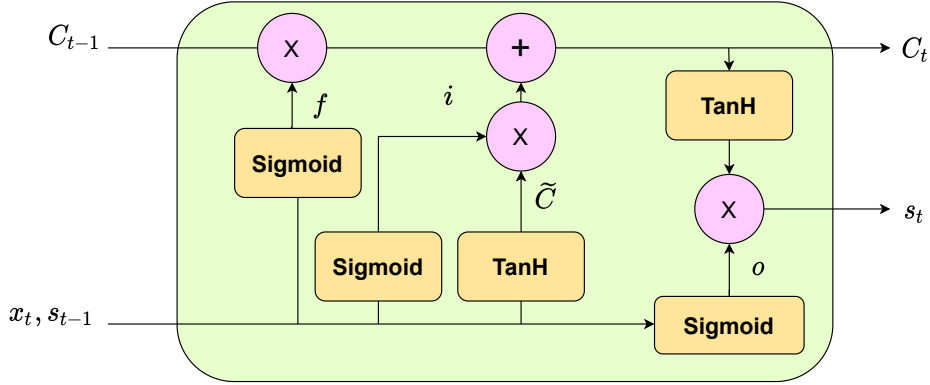 C_{t-1}
X
+
C_t
f
i
TanH
X
Sigmoid
C̃
X
s_t
Sigmoid
TanH
o
x_t, s_{t-1}
Sigmoid